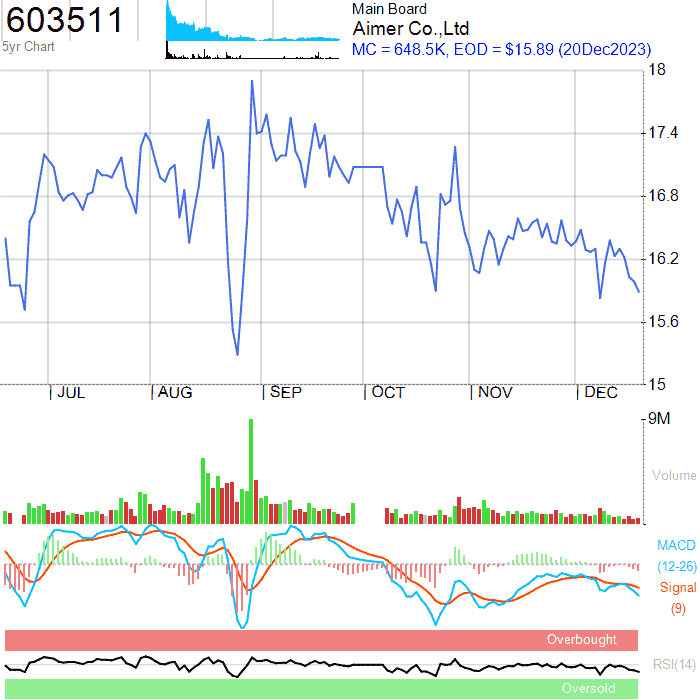 603511
5yr Chart
Main Board
Aimer Co.,Ltd
MC = 648.5K, EOD = $15.89 (20Dec2023)
18
17.4
16.8
16.2
15.6
15
JUL
AUG
SEP
OCT
NOV
DEC
9M
Volume
MACD
(12-26)
Signal
(9)
Overbought
RSI(14)
Oversold